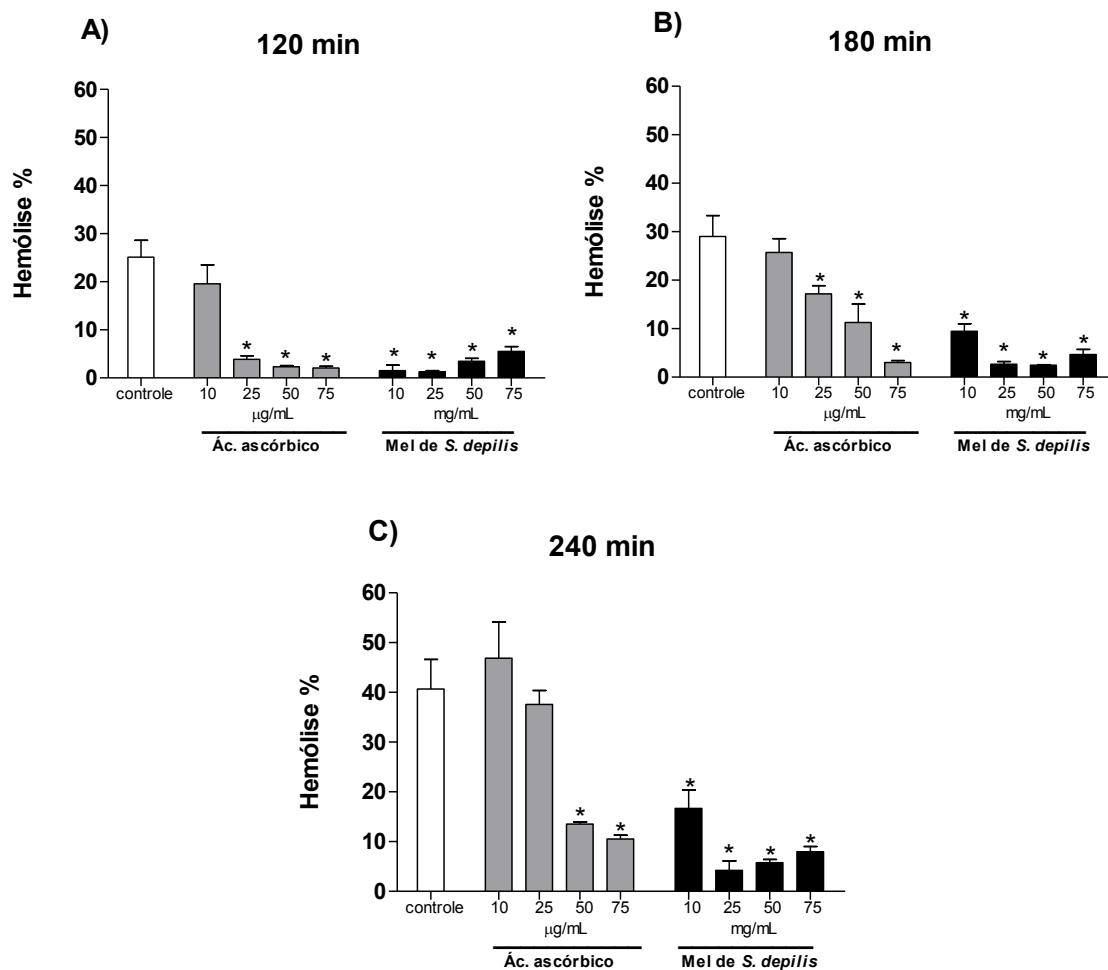 A)
120 min
Hemólise %
60
50
40
30
20
10
0
* * * * * * *
controle 10 25 50 75 10 25 50 75
μg/mL mg/mL
Ác. ascórbico Mel de S. depilis
B)
180 min
Hemólise %
60
50
40
30
20
10
0
* * * * * * *
controle 10 25 50 75 10 25 50 75
μg/mL mg/mL
Ác. ascórbico Mel de S. depilis
C)
240 min
Hemólise %
60
50
40
30
20
10
0
* * * * * *
controle 10 25 50 75 10 25 50 75
μg/mL mg/mL
Ác. ascórbico Mel de S. depilis